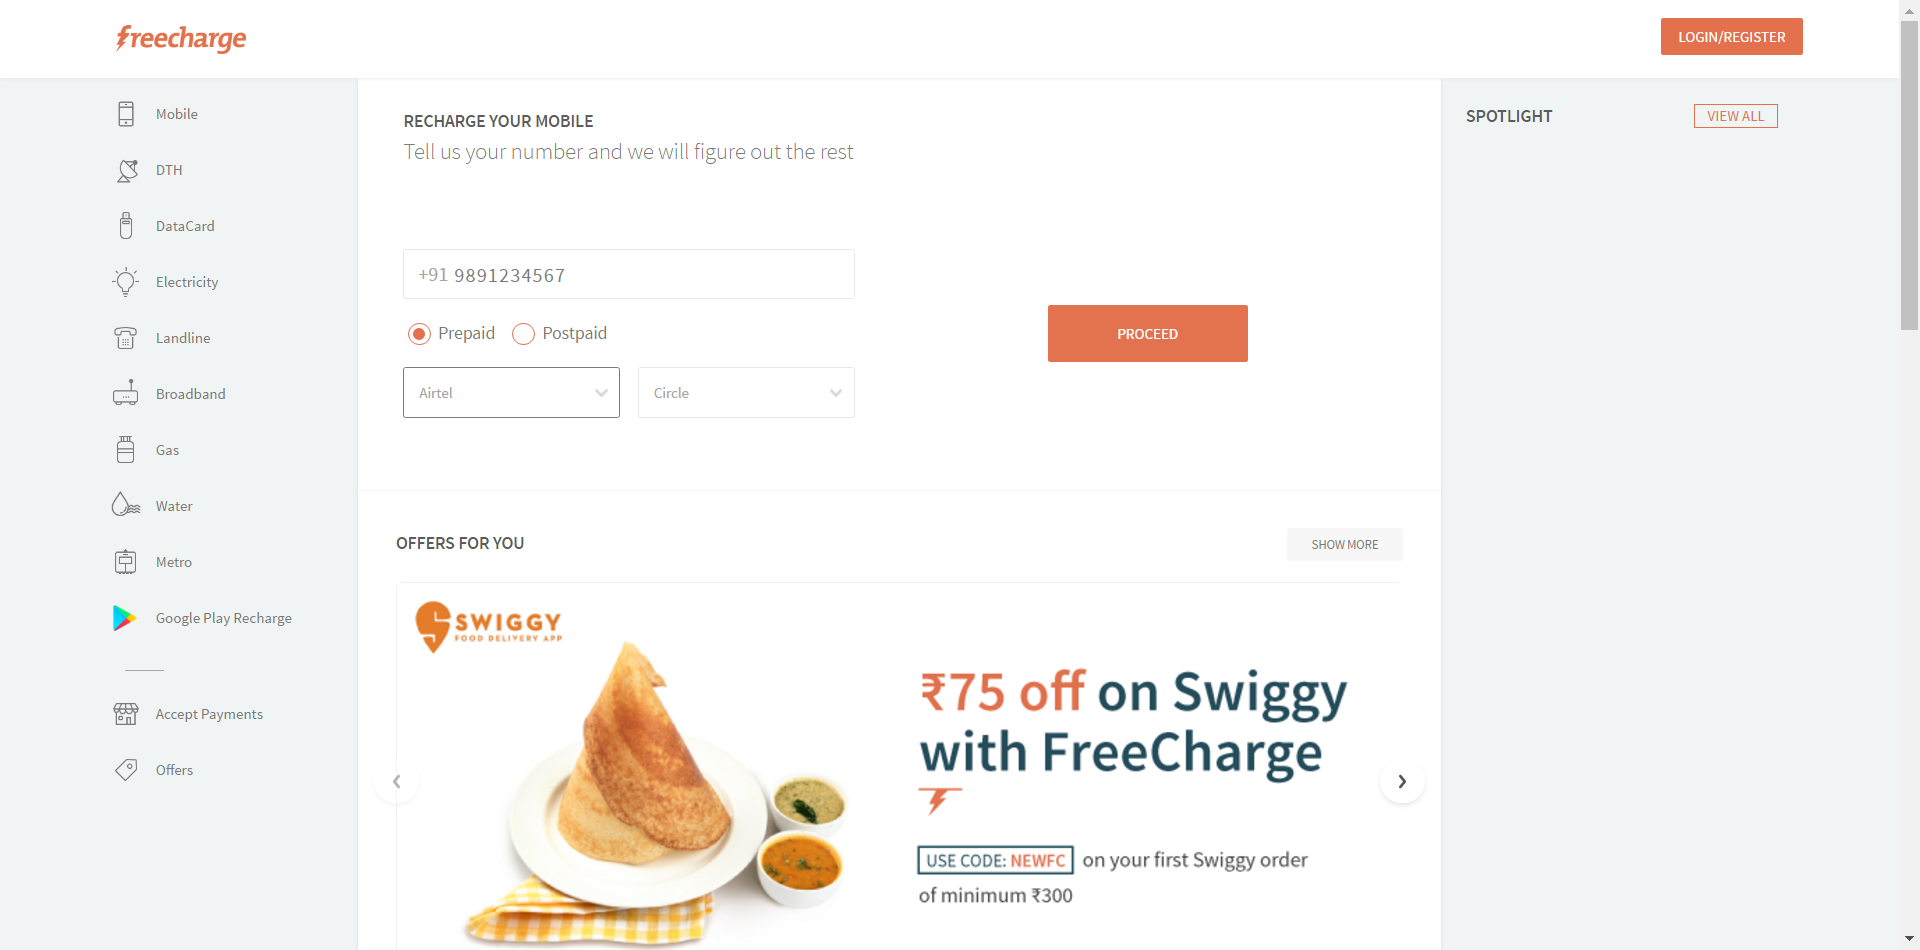 freecharge
LOGIN/REGISTER
Mobile
DTH
DataCard
Electricity
Landline
Broadband
Gas
Water
Metro
Google Play Recharge
Accept Payments
Offers
RECHARGE YOUR MOBILE
Tell us your number and we will figure out the rest
+91 9891234567
Prepaid Postpaid
Airtel Circle
PROCEED
OFFERS FOR YOU
SHOW MORE
SWIGGY
FOOD DELIVERY APP
₹75 off on Swiggy
with FreeCharge
USE CODE: NEWFC on your first Swiggy order
of minimum ₹300
SPOTLIGHT
VIEW ALL